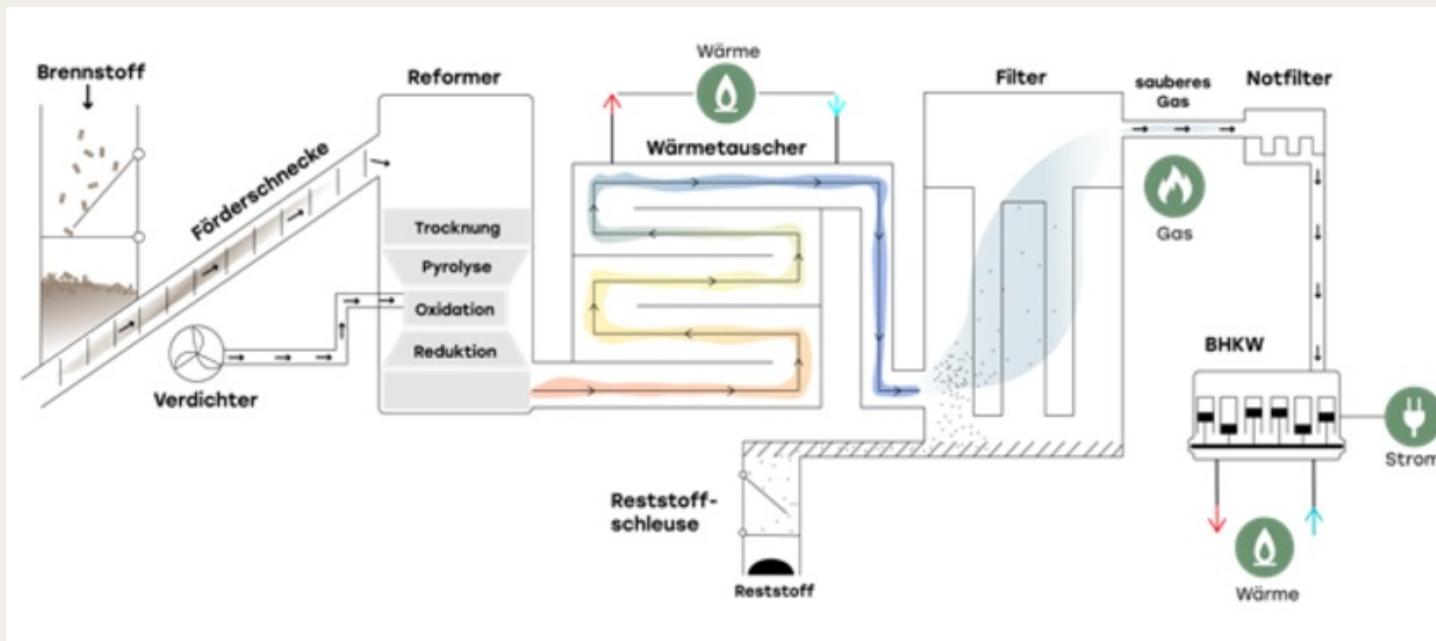 Brennstoff
Förderschnecke
Verdichter
Reformer
Trocknung
Pyrolyse
Oxidation
Reduktion
Wärme
Wärmetauscher
Filter
sauberes
Gas
Notfilter
Gas
BHKW
Strom
Wärme
Reststoff-
schleuse
Reststoff